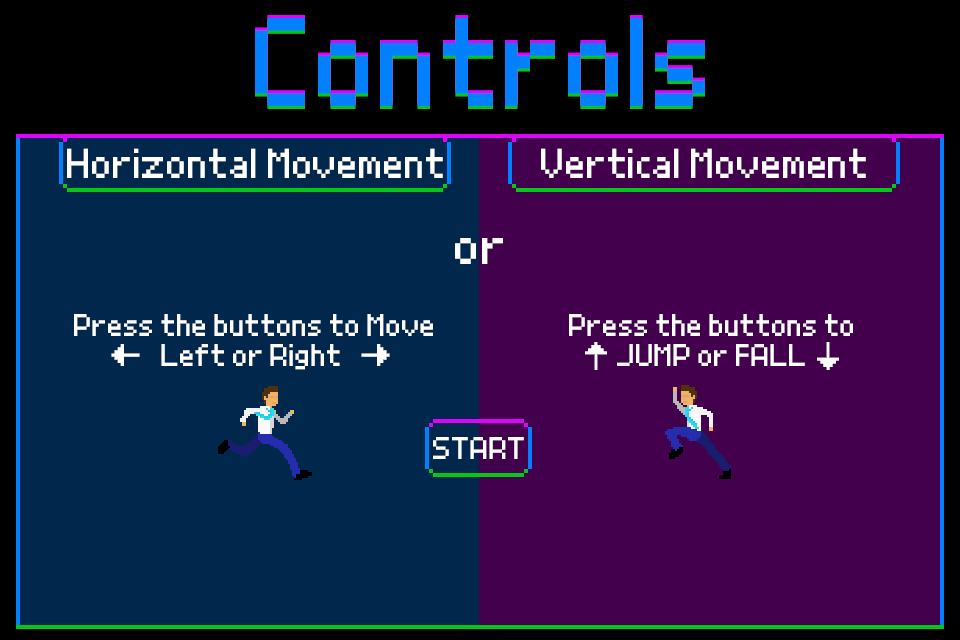 Controls
Horizontal Movement
Vertical Movement
or
Press the buttons to Move
← Left or Right →
Press the buttons to
↑ JUMP or FALL ↓
START